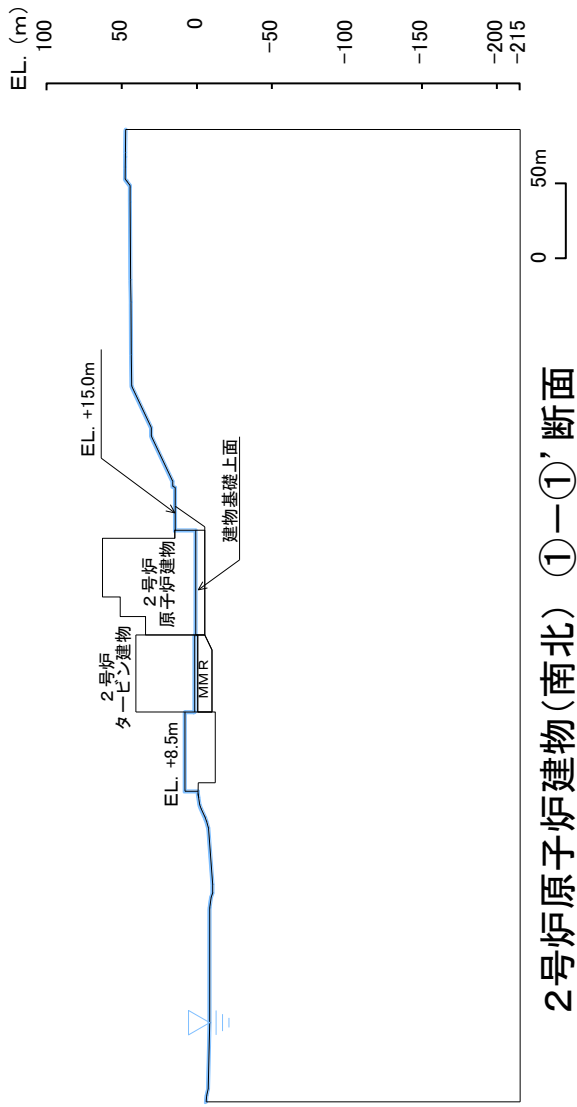 EL. (m)
100
50
0
-50
-100
-150
-200
-215
EL. +15.0m
2号炉
原子炉建物
建物基礎上面
2号炉
タービン建物
MMR
EL. +8.5m
0 50m
2号炉原子炉建物(南北) ①-①’断面